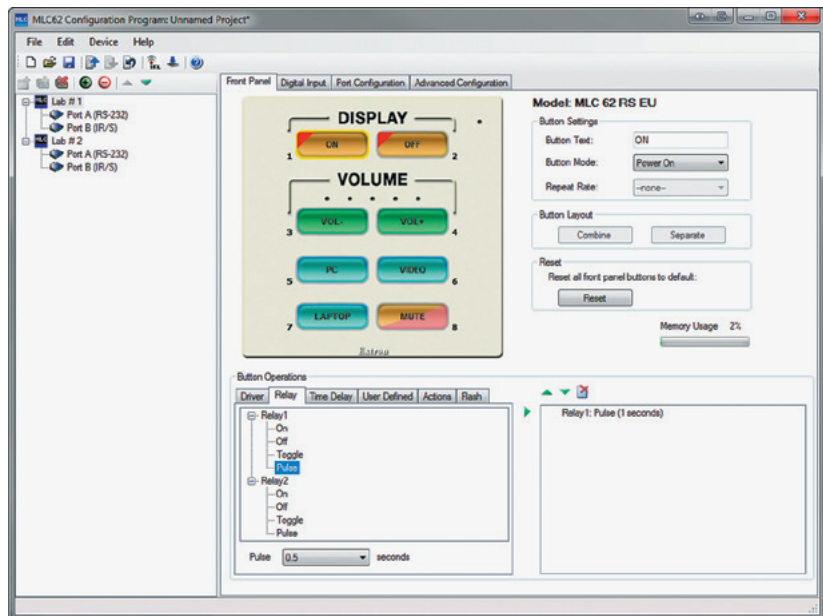 MLC62 Configuration Program: Unnamed Project*
File Edit Device Help
Lab # 1
Port A (RS-232)
Port B (IR/S)
Lab # 2
Port A (RS-232)
Port B (IR/S)
Front Panel Digital Input Port Configuration Advanced Configuration
DISPLAY
ON OFF
1 2
VOLUME
VOL- VOL+
3 4
PC VIDEO
5 6
LAPTOP MUTE
7 8
Extron
Model: MLC 62 RS EU
Button Settings
Button Text: ON
Button Mode: Power On
Repeat Rate: --none--
Button Layout
Combine Separate
Reset
Reset all front panel buttons to default:
Reset
Memory Usage 2%
Button Operations
Driver Relay Time Delay User Defined Actions Flash
Relay1
On
Off
Toggle
Pulse
Relay2
On
Off
Toggle
Pulse
Pulse 0.5 seconds
Relay1: Pulse (1 seconds)